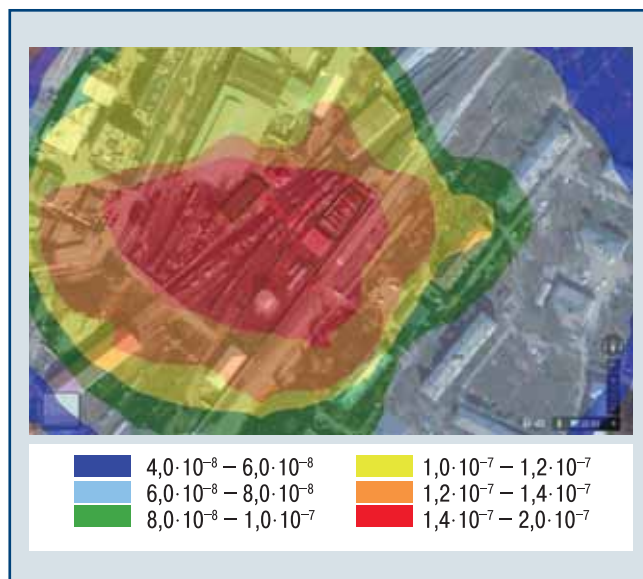 4,0·10⁻⁸ – 6,0·10⁻⁸
6,0·10⁻⁸ – 8,0·10⁻⁸
8,0·10⁻⁸ – 1,0·10⁻⁷
1,0·10⁻⁷ – 1,2·10⁻⁷
1,2·10⁻⁷ – 1,4·10⁻⁷
1,4·10⁻⁷ – 2,0·10⁻⁷